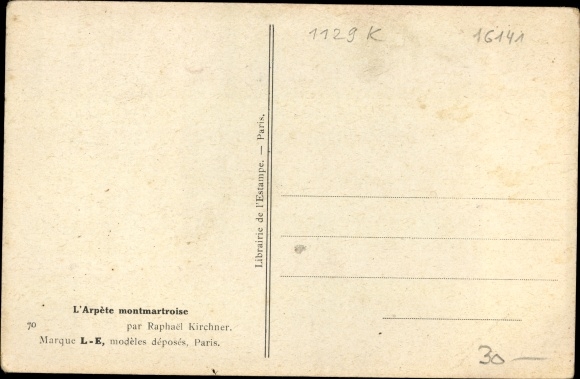 1129 K
16141
Librairie de l'Estampe. — Paris.
L'Arpète montmartroise
70 par Raphaël Kirchner.
Marque L-E, modèles déposés, Paris.
30 —